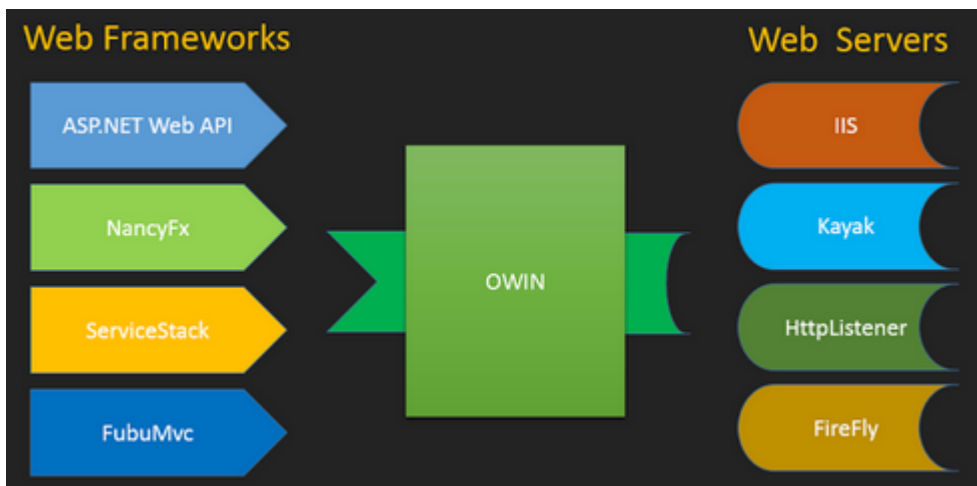 Web Frameworks
ASP.NET Web API
NancyFx
ServiceStack
FubuMvc
OWIN
Web Servers
IIS
Kayak
HttpListener
FireFly